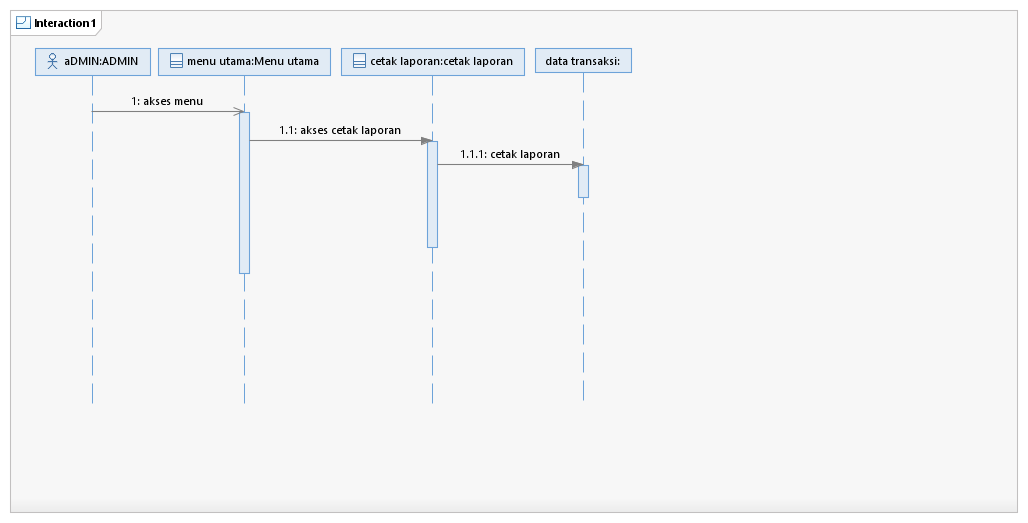 Interaction1
aDMIN:ADMIN
menu utama:Menu utama
cetak laporan:cetak laporan
data transaksi:
1: akses menu
1.1: akses cetak laporan
1.1.1: cetak laporan